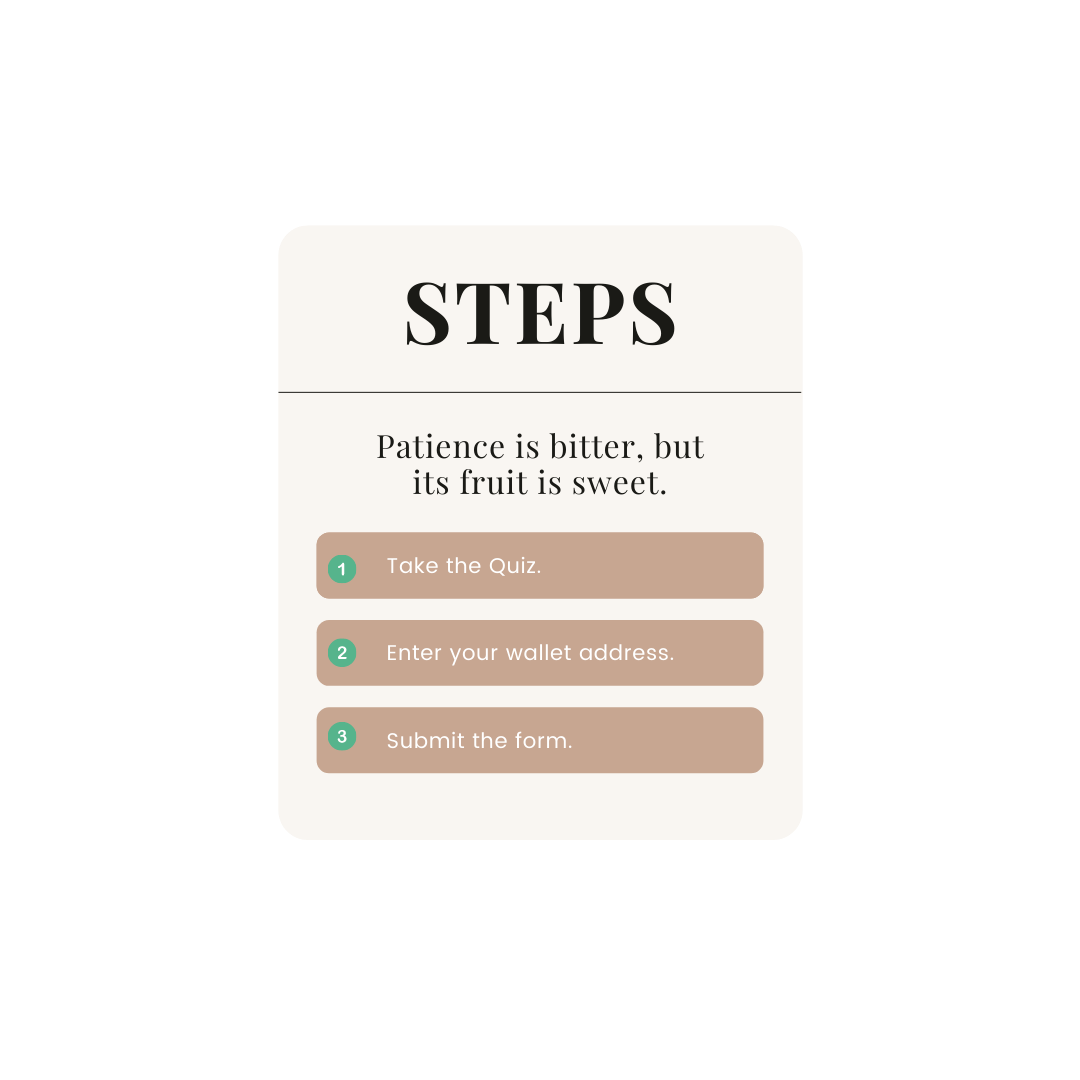 STEPS
Patience is bitter, but
its fruit is sweet.
1 Take the Quiz.
2 Enter your wallet address.
3 Submit the form.